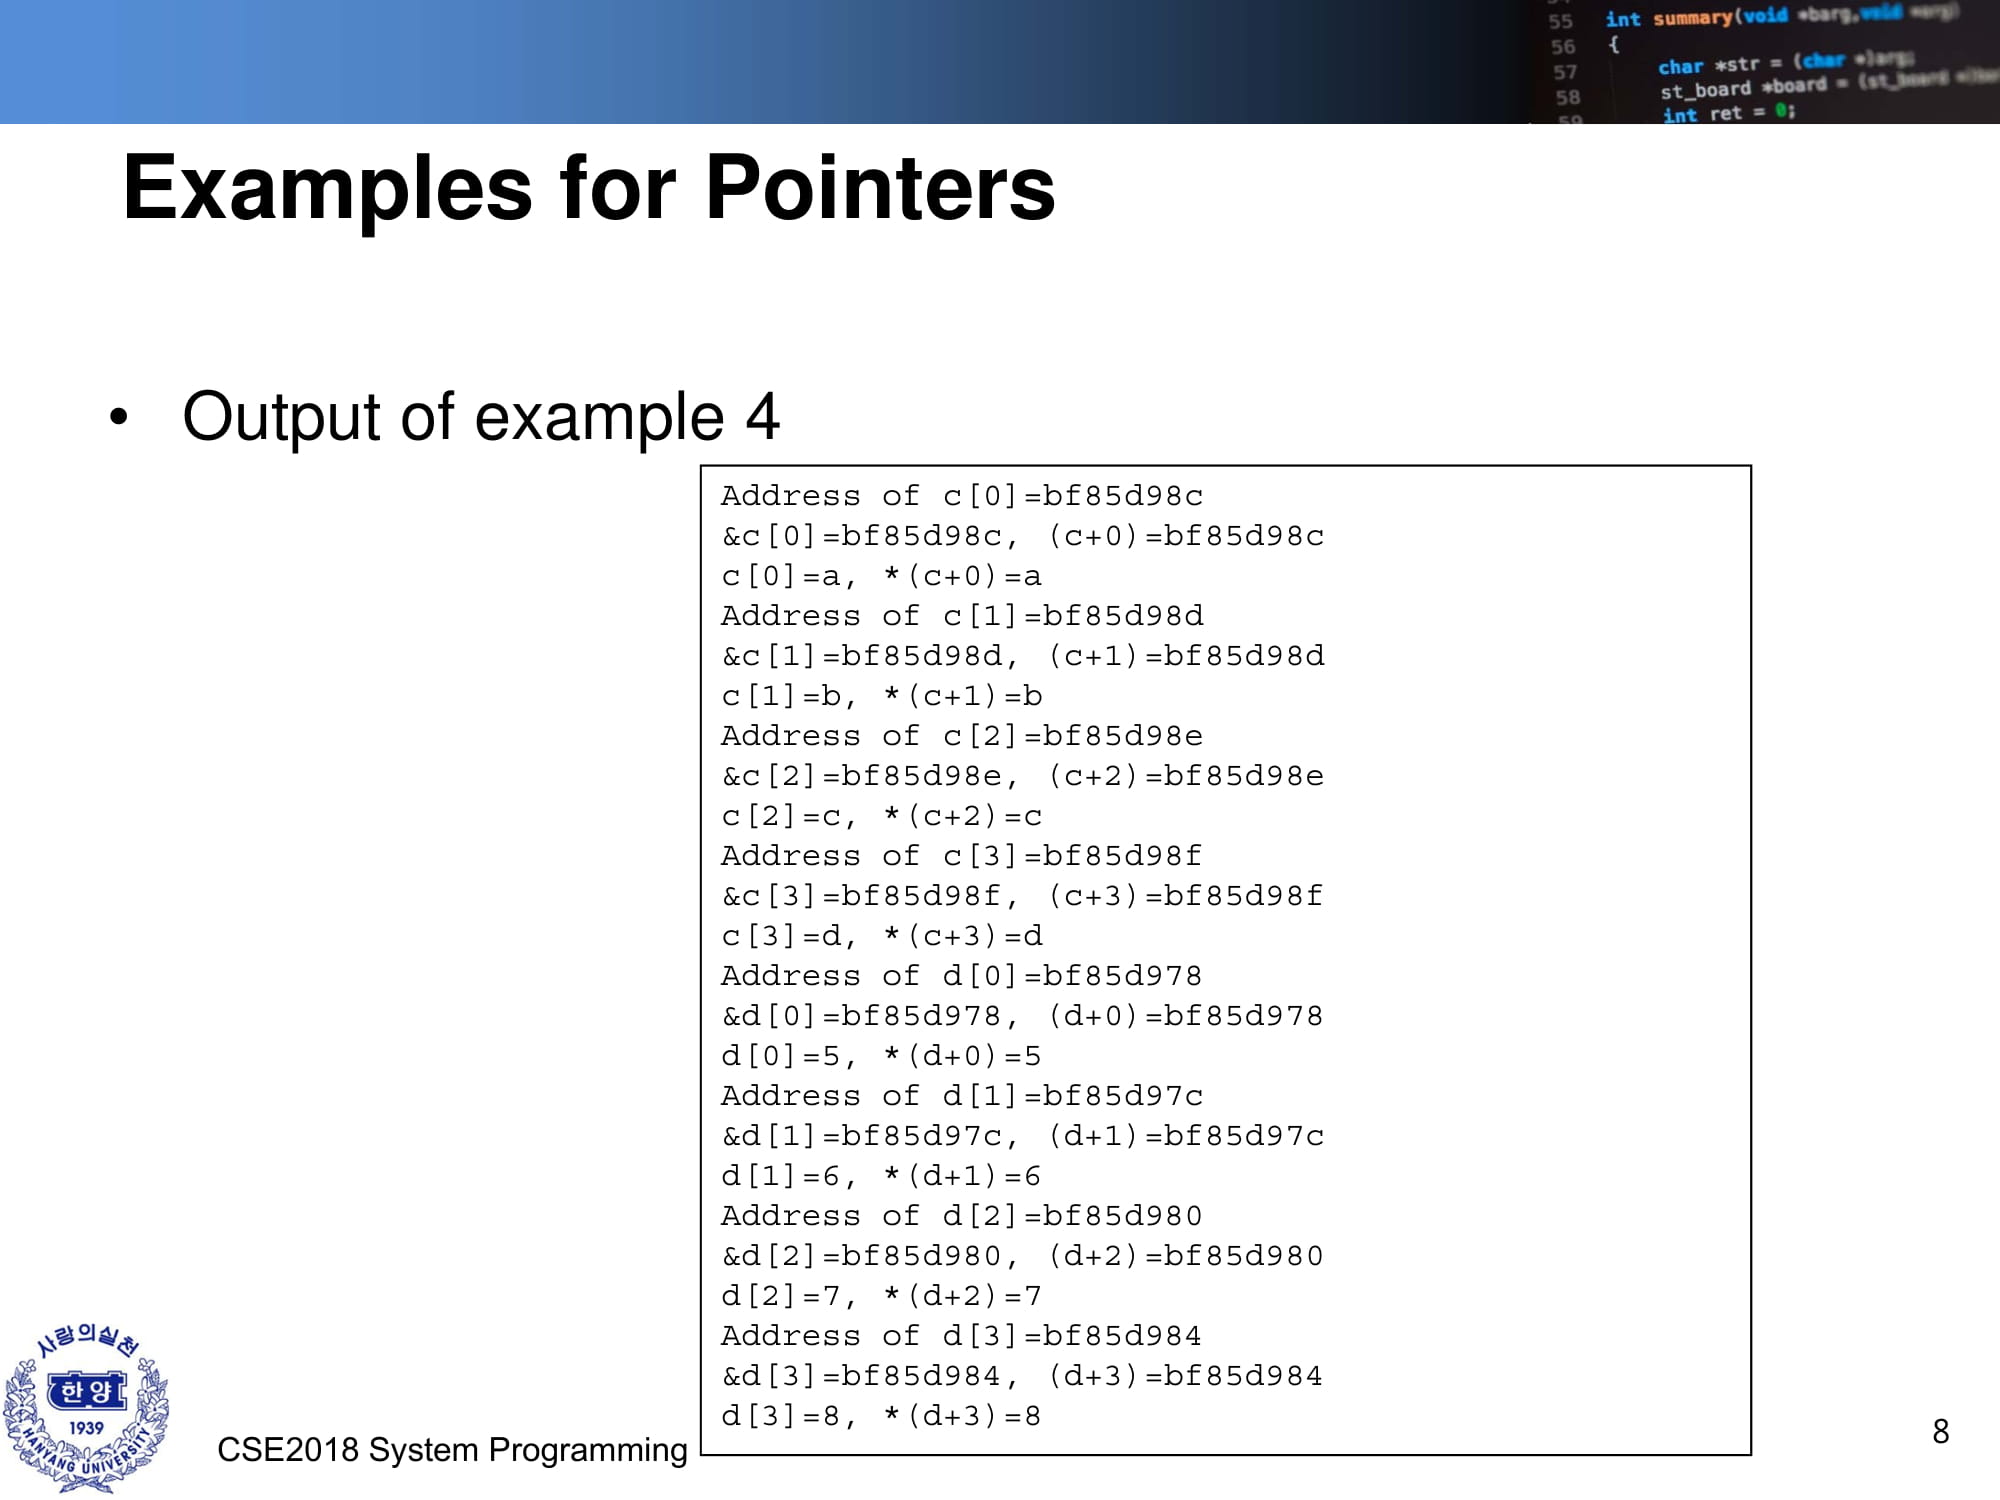 55 int summary(void *barg,void *arg)
56 {
57 char *str = (char *)arg;
58 st_board *board = (st_board
59 int ret = 0;
Examples for Pointers
• Output of example 4
Address of c[0]=bf85d98c
&c[0]=bf85d98c, (c+0)=bf85d98c
c[0]=a, *(c+0)=a
Address of c[1]=bf85d98d
&c[1]=bf85d98d, (c+1)=bf85d98d
c[1]=b, *(c+1)=b
Address of c[2]=bf85d98e
&c[2]=bf85d98e, (c+2)=bf85d98e
c[2]=c, *(c+2)=c
Address of c[3]=bf85d98f
&c[3]=bf85d98f, (c+3)=bf85d98f
c[3]=d, *(c+3)=d
Address of d[0]=bf85d978
&d[0]=bf85d978, (d+0)=bf85d978
d[0]=5, *(d+0)=5
Address of d[1]=bf85d97c
&d[1]=bf85d97c, (d+1)=bf85d97c
d[1]=6, *(d+1)=6
Address of d[2]=bf85d980
&d[2]=bf85d980, (d+2)=bf85d980
d[2]=7, *(d+2)=7
Address of d[3]=bf85d984
&d[3]=bf85d984, (d+3)=bf85d984
d[3]=8, *(d+3)=8
사랑의실천
한양
1939
HANYANG UNIVERSITY
CSE2018 System Programming
8